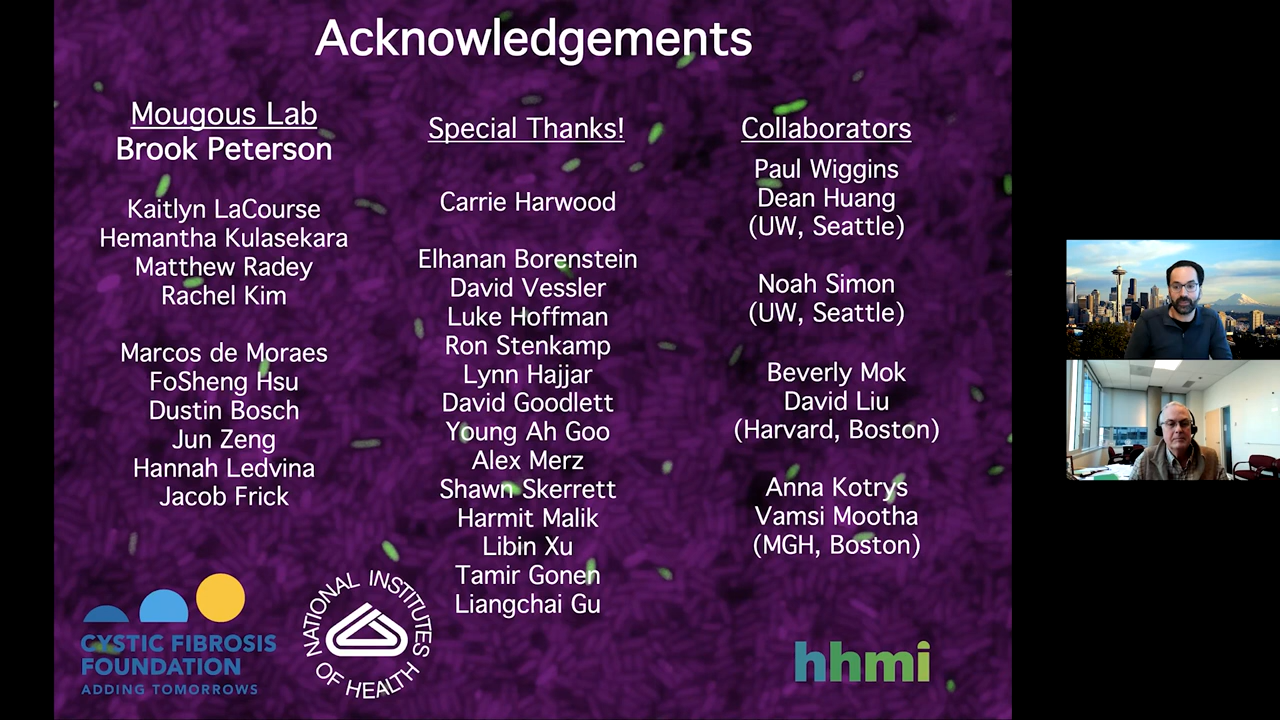 Acknowledgements
Mougous Lab
Brook Peterson
Kaitlyn LaCourse
Hemantha Kulasekara
Matthew Radey
Rachel Kim
Marcos de Moraes
FoSheng Hsu
Dustin Bosch
Jun Zeng
Hannah Ledvina
Jacob Frick
Special Thanks!
Carrie Harwood
Elhanan Borenstein
David Vessler
Luke Hoffman
Ron Stenkamp
Lynn Hajjar
David Goodlett
Young Ah Goo
Alex Merz
Shawn Skerrett
Harmit Malik
Libin Xu
Tamir Gonen
Liangchai Gu
Collaborators
Paul Wiggins
Dean Huang
(UW, Seattle)
Noah Simon
(UW, Seattle)
Beverly Mok
David Liu
(Harvard, Boston)
Anna Kotrys
Vamsi Mootha
(MGH, Boston)
CYSTIC FIBROSIS
FOUNDATION
ADDING TOMORROWS
NATIONAL INSTITUTES
OF HEALTH
hhmi